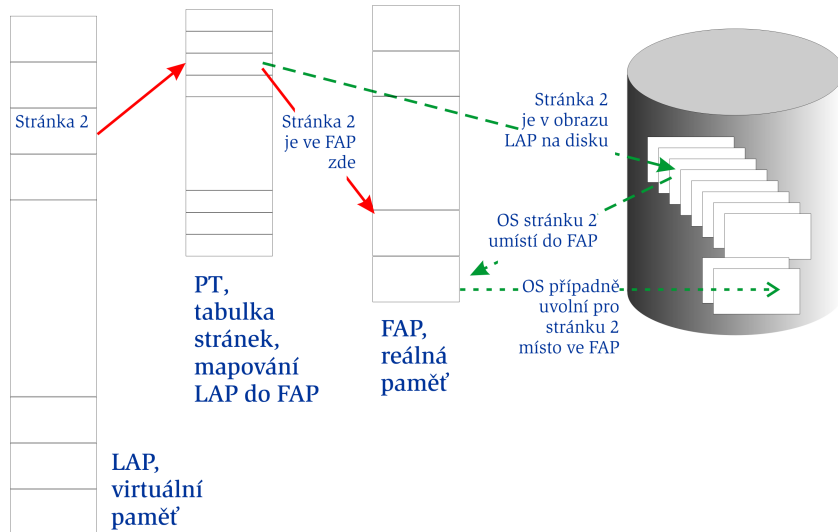 Stránka 2
Stránka 2
je ve FAP
zde
Stránka 2
je v obrazu
LAP na disku
OS stránku 2
umístí do FAP
OS případně
uvolní pro
stránku 2
místo ve FAP
PT,
tabulka
stránek,
mapování
LAP do FAP
FAP,
reálná
paměť
LAP,
virtuální
paměť